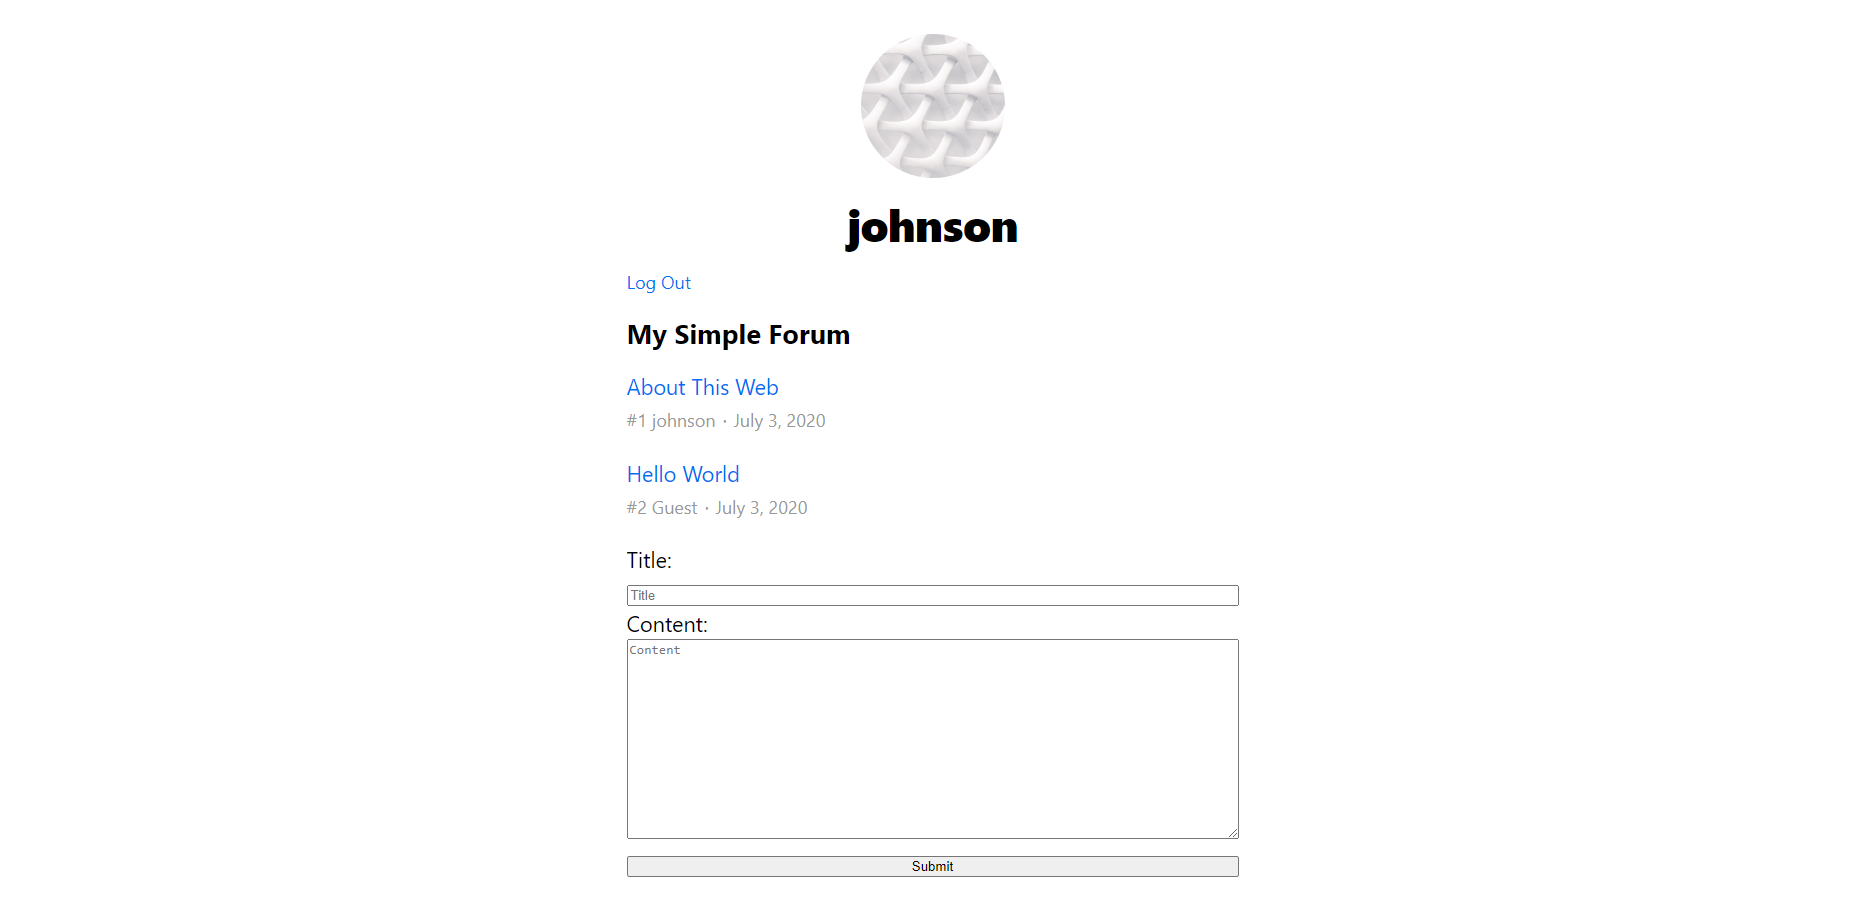 johnson
Log Out
My Simple Forum
About This Web
#1 johnson · July 3, 2020
Hello World
#2 Guest · July 3, 2020
Title:
Title
Content:
Content
Submit